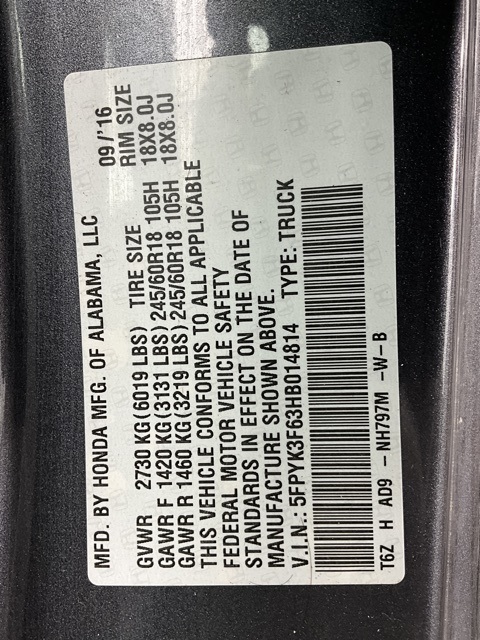 MFD. BY HONDA MFG. OF ALABAMA, LLC 09/'16
GVWR 2730 KG(6019 LBS) TIRE SIZE RIM SIZE
GAWR F 1420 KG(3131 LBS)245/60R18 105H 18X8.0J
GAWR R 1460 KG(3219 LBS)245/60R18 105H 18X8.0J
THIS VEHICLE CONFORMS TO ALL APPLICABLE
FEDERAL MOTOR VEHICLE SAFETY
STANDARDS IN EFFECT ON THE DATE OF
MANUFACTURE SHOWN ABOVE.
V.I.N.: 5FPYK3F63HB014814 TYPE: TRUCK
T6Z H AD9 - NH797M -W-B